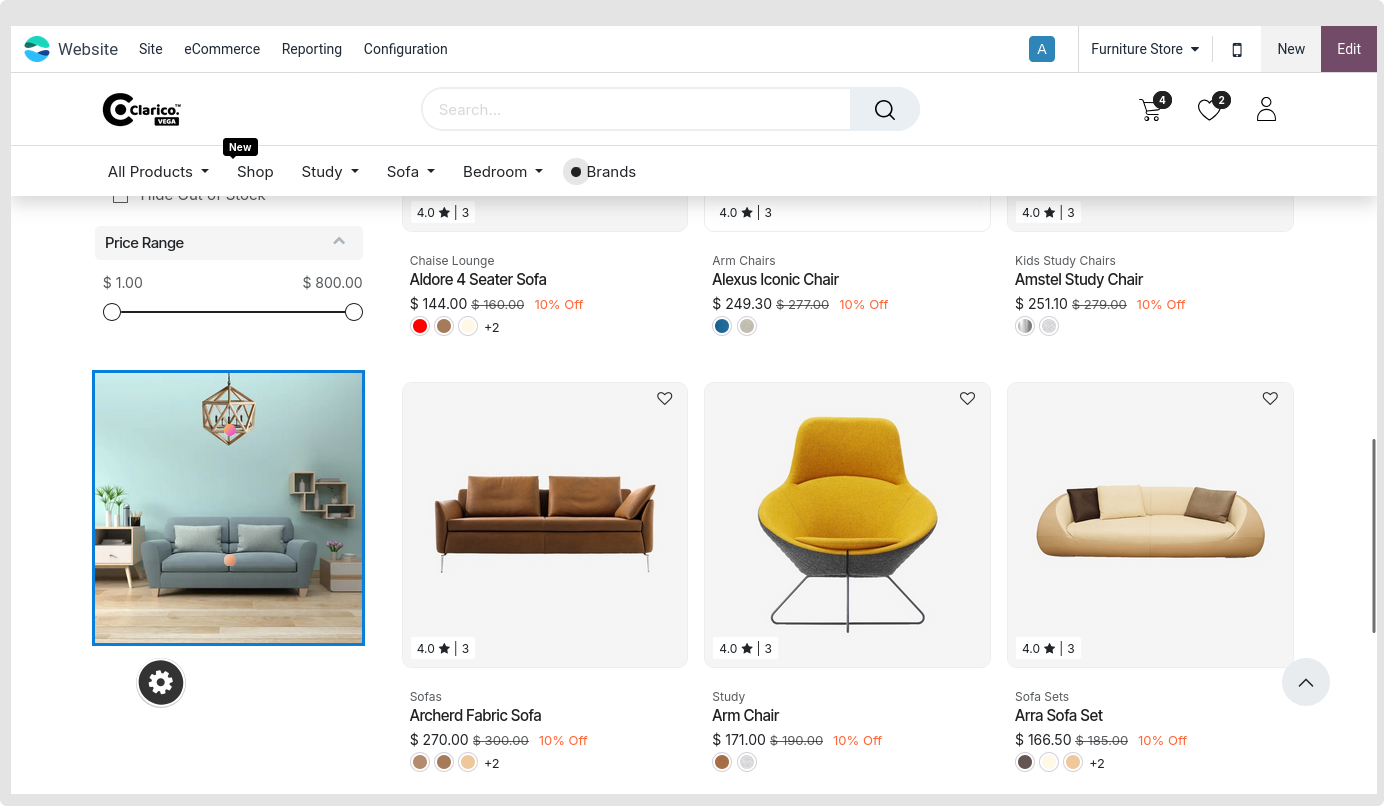 Website Site eCommerce Reporting Configuration A Furniture Store New Edit
Clarico.™ VEGA Search... 4 2
New
All Products Shop Study Sofa Bedroom Brands
Hide Out of Stock
4.0 ★ | 3 4.0 ★ | 3 4.0 ★ | 3
Price Range
$ 1.00 $ 800.00
Chaise Lounge Arm Chairs Kids Study Chairs
Aldore 4 Seater Sofa Alexus Iconic Chair Amstel Study Chair
$ 144.00 $ 160.00 10% Off $ 249.30 $ 277.00 10% Off $ 251.10 $ 279.00 10% Off
+2
4.0 ★ | 3 4.0 ★ | 3 4.0 ★ | 3
Sofas Study Sofa Sets
Archerd Fabric Sofa Arm Chair Arra Sofa Set
$ 270.00 $ 300.00 10% Off $ 171.00 $ 190.00 10% Off $ 166.50 $ 185.00 10% Off
+2 +2